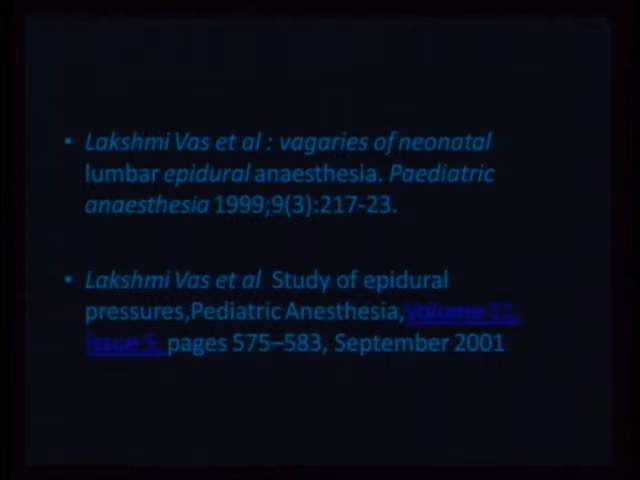 • Lakshmi Vas et al : vagaries of neonatal
lumbar epidural anaesthesia. Paediatric
anaesthesia 1999;9(3):217-23.
• Lakshmi Vas et al Study of epidural
pressures,Pediatric Anesthesia,Volume 11,
Issue 5, pages 575–583, September 2001